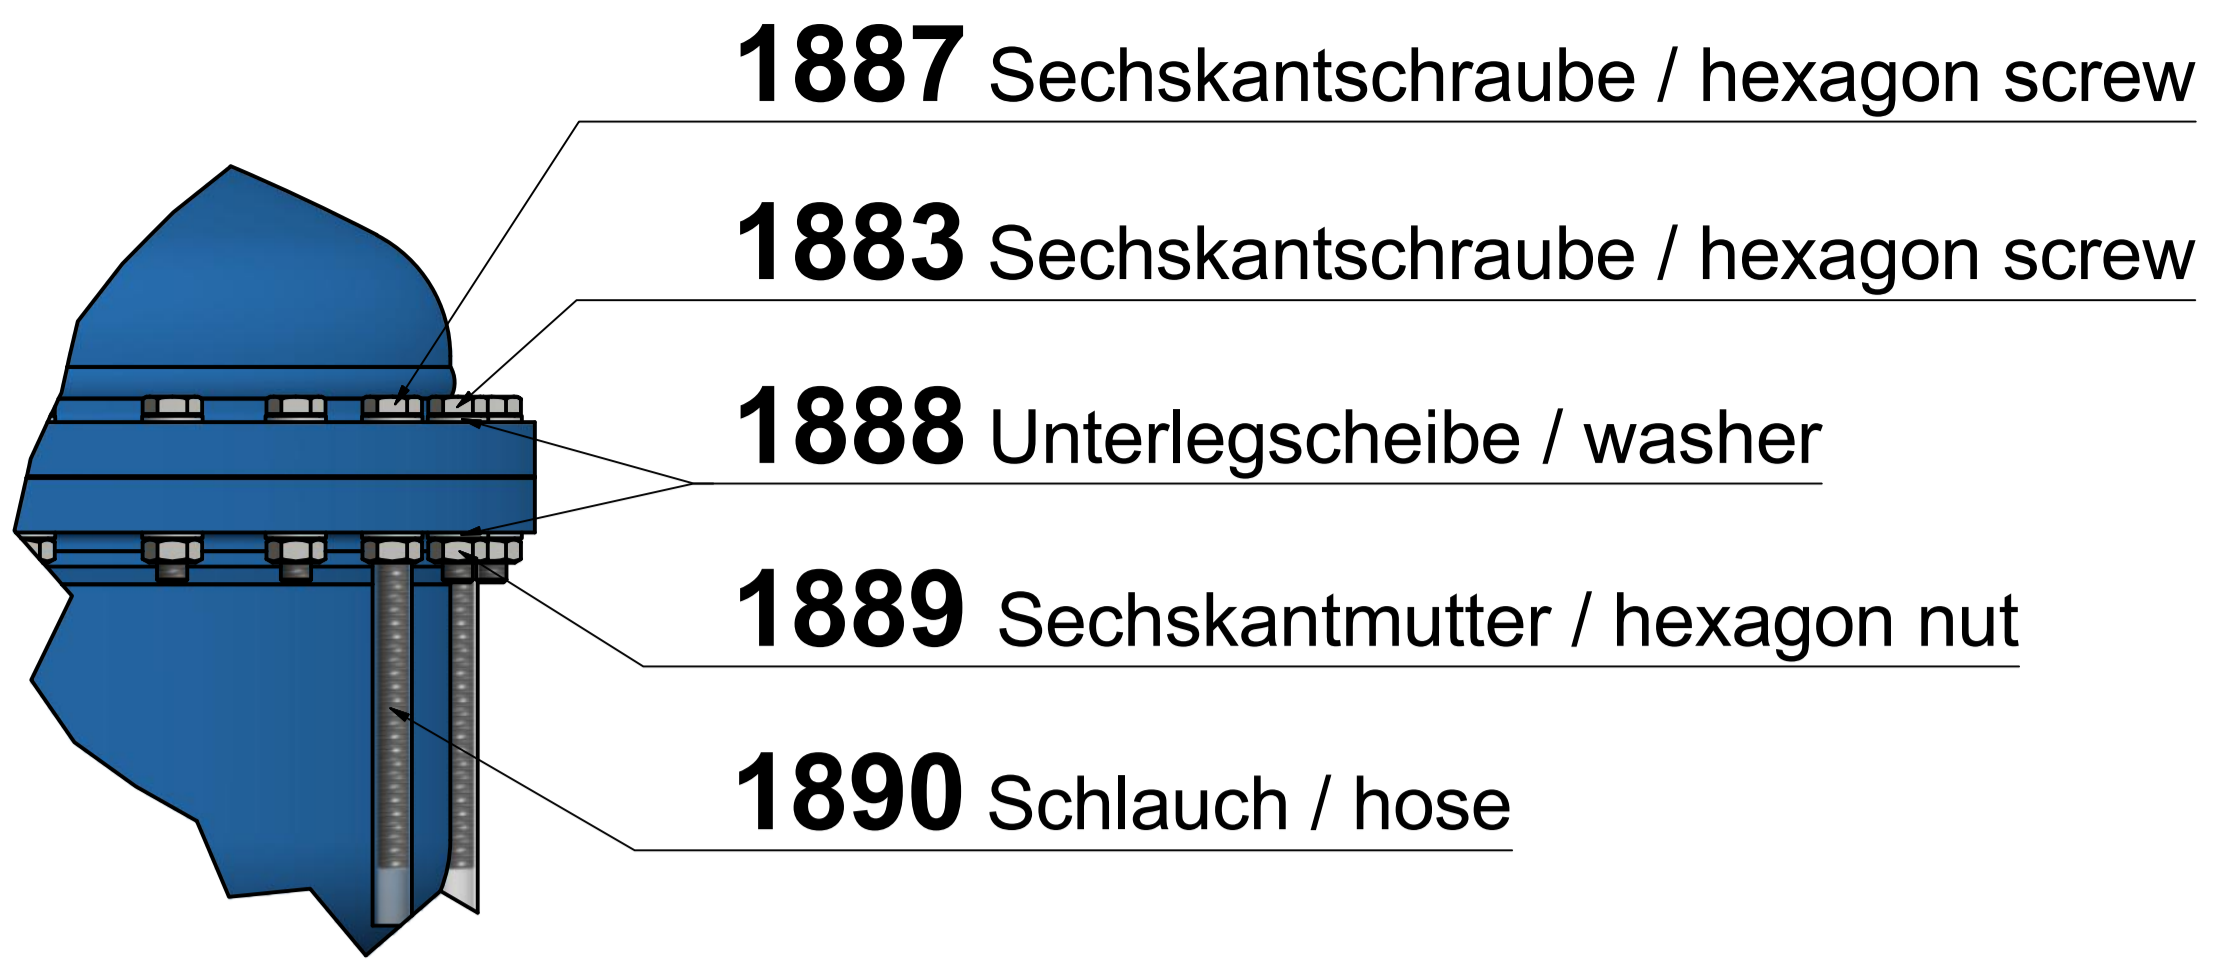 1887 Sechskantschraube / hexagon screw
1883 Sechskantschraube / hexagon screw
1888 Unterlegscheibe / washer
1889 Sechskantmutter / hexagon nut
1890 Schlauch / hose